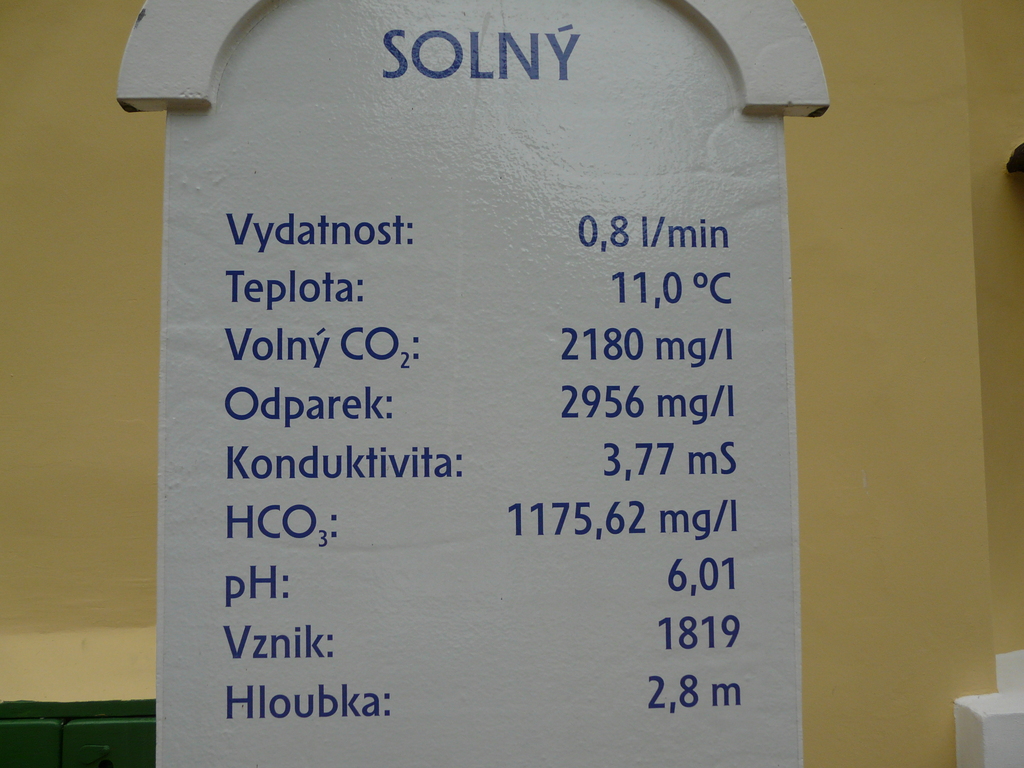 SOLNÝ
Vydatnost: 0,8 l/min
Teplota: 11,0 ºC
Volný CO₂: 2180 mg/l
Odparek: 2956 mg/l
Konduktivita: 3,77 mS
HCO₃: 1175,62 mg/l
pH: 6,01
Vznik: 1819
Hloubka: 2,8 m